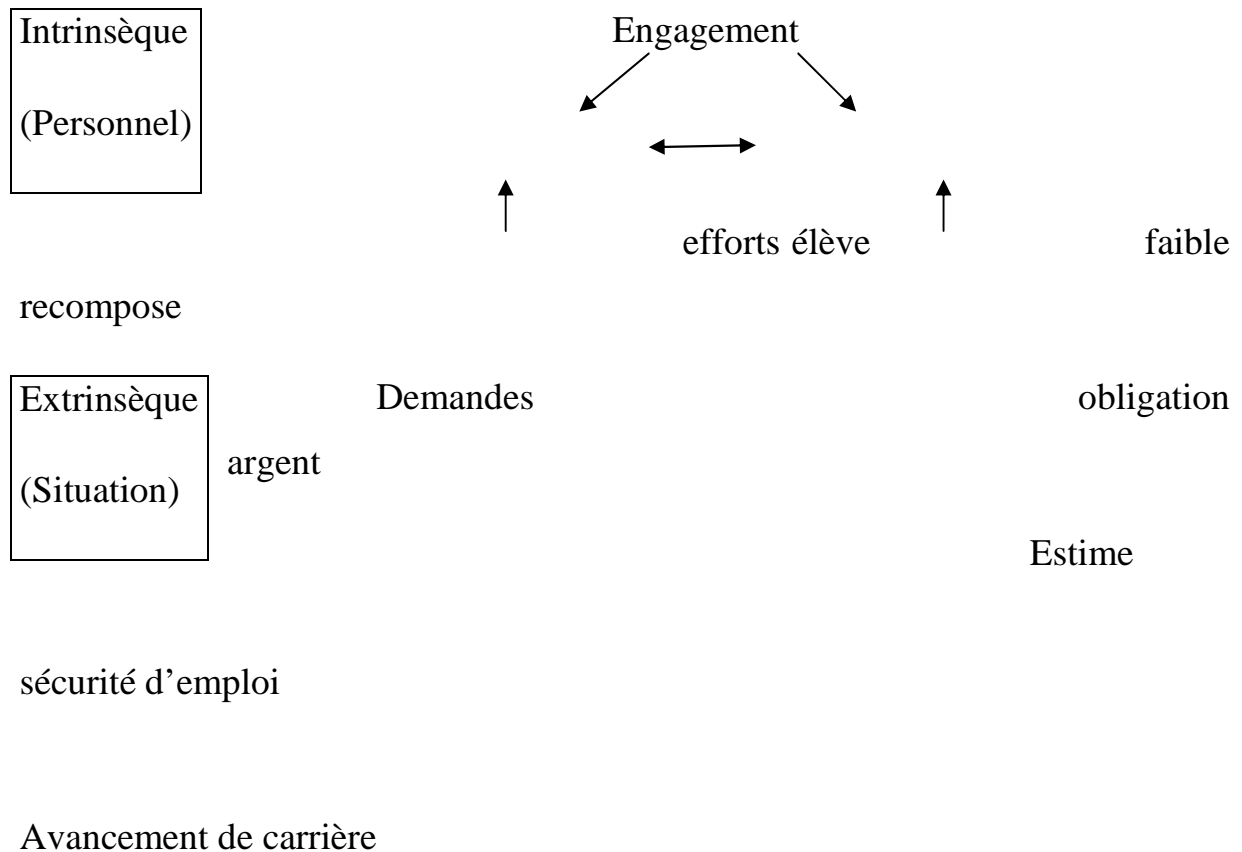 Intrinsèque Engagement
(Personnel)
efforts élève faible
recompose
Extrinsèque Demandes obligation
argent
(Situation)
Estime
sécurité d’emploi
Avancement de carrière